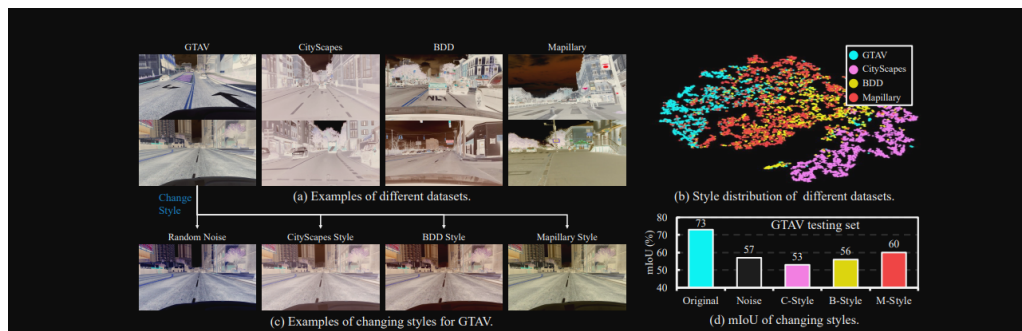 GTAV CityScapes BDD Mapillary
(a) Examples of different datasets.
Change
Style
Random Noise CityScapes Style BDD Style Mapillary Style
(c) Examples of changing styles for GTAV.
GTAV
CityScapes
BDD
Mapillary
(b) Style distribution of different datasets.
GTAV testing set
mIoU (%)
80
70
60
50
40
73
57
53
56
60
Original Noise C-Style B-Style M-Style
(d) mIoU of changing styles.